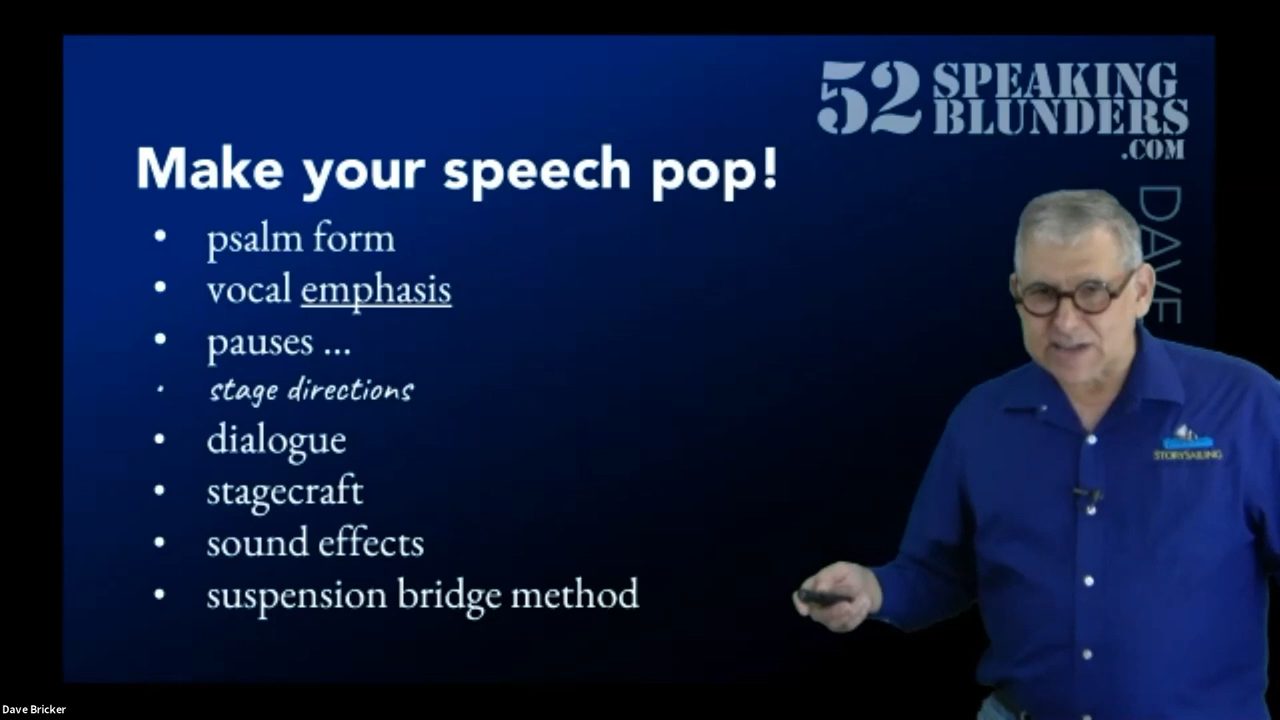 52 SPEAKING
BLUNDERS
.COM
Make your speech pop!
• psalm form
• vocal emphasis
• pauses ...
• stage directions
• dialogue
• stagecraft
• sound effects
• suspension bridge method
DAVE
STORYSAILING
Dave Bricker